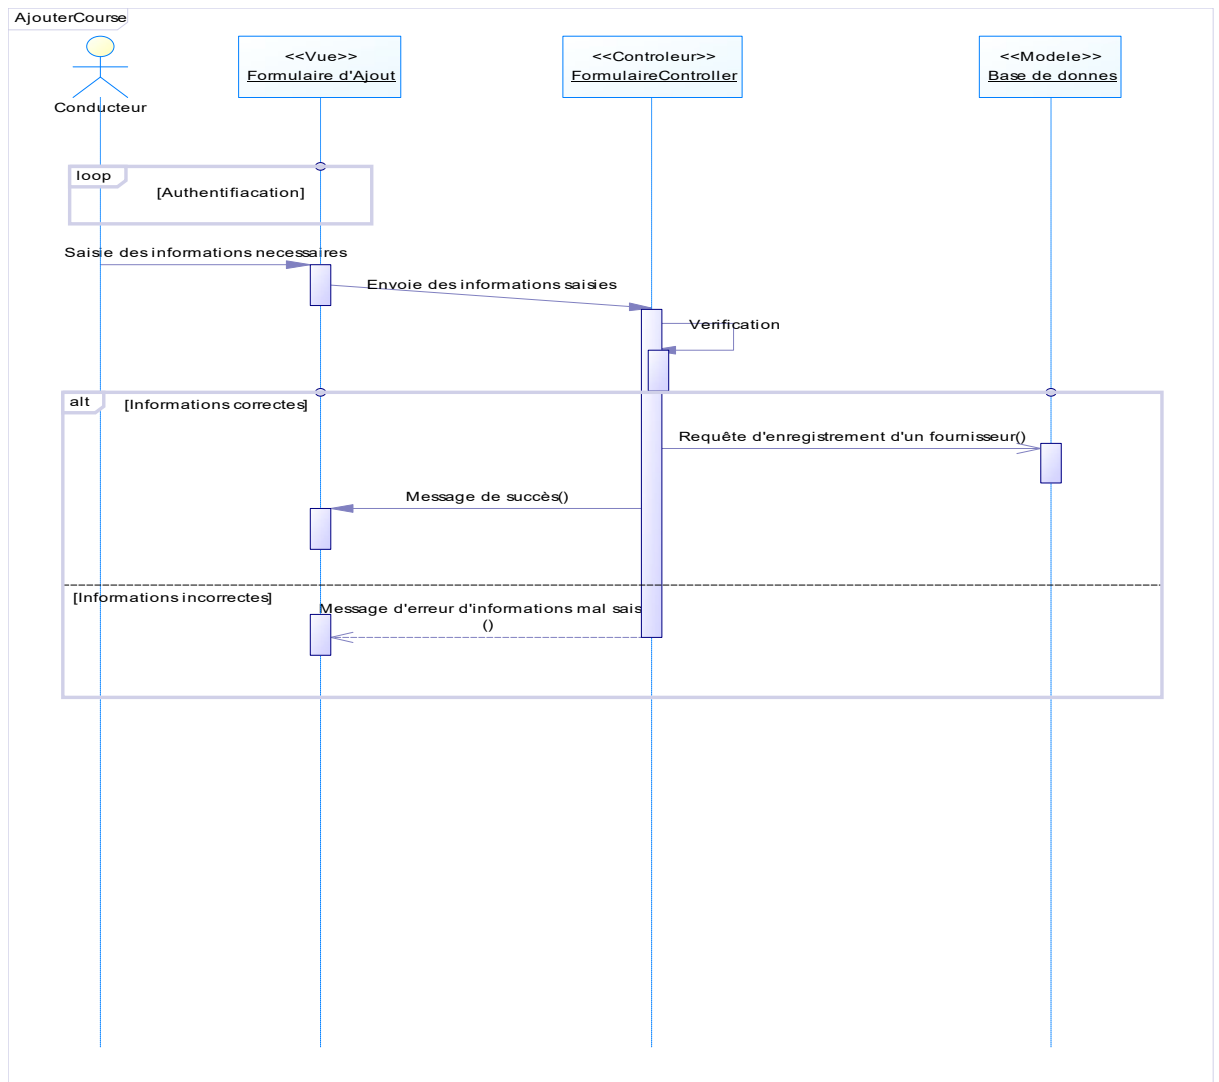 AjouterCourse
<<Vue>>
Formulaire d'Ajout
<<Controleur>>
FormulaireController
<<Modele>>
Base de donnes
Conducteur
loop
[Authentifiacation]
Saisie des informations necessaires
Envoie des informations saisies
Verification
alt
[Informations correctes]
Requête d'enregistrement d'un fournisseur()
Message de succès()
[Informations incorrectes]
Message d'erreur d'informations mal sais
()